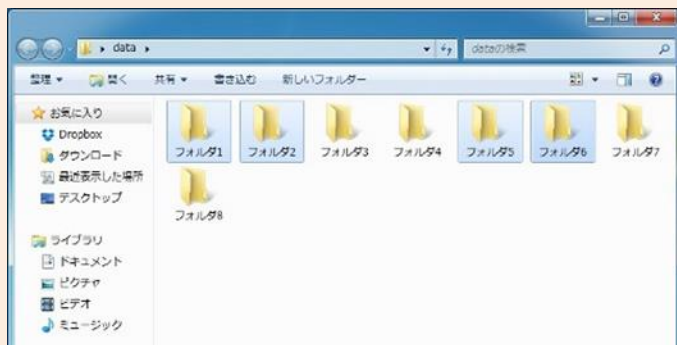 data
dataの検索
整理 開く 共有 書き込む 新しいフォルダー
お気に入り
Dropbox
ダウンロード
最近表示した場所
デスクトップ
ライブラリ
ドキュメント
ピクチャ
ビデオ
ミュージック
フォルダ1 フォルダ2 フォルダ3 フォルダ4 フォルダ5 フォルダ6 フォルダ7
フォルダ8